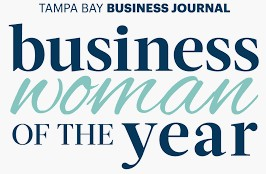 TAMPA BAY BUSINESS JOURNAL
business
woman
OF THE year